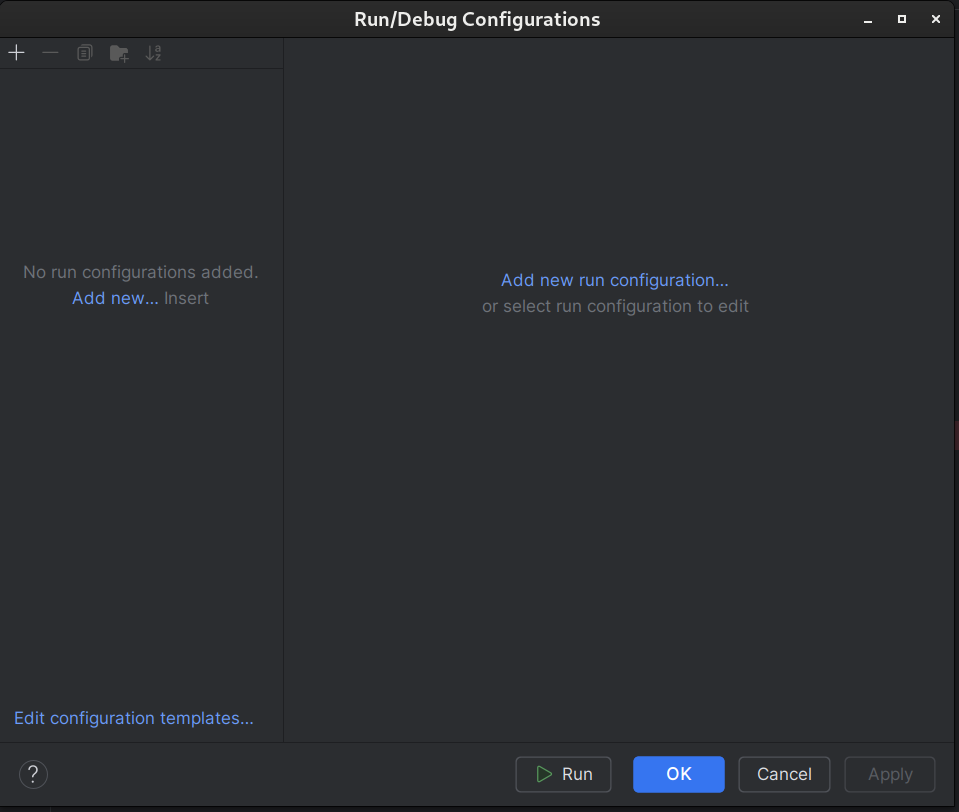 Run/Debug Configurations
No run configurations added.
Add new... Insert
Add new run configuration...
or select run configuration to edit
Edit configuration templates...
? Run OK Cancel Apply